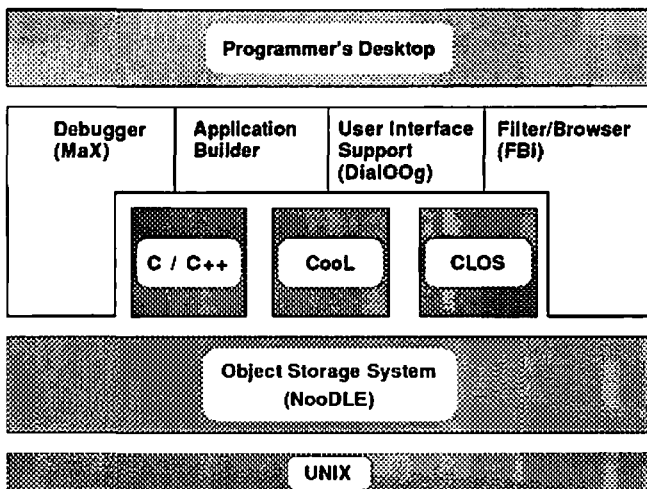 Programmer's Desktop
Debugger
(MaX)
Application
Builder
User Interface
Support
(DialOOg)
Filter/Browser
(FBI)
C / C++
CooL
CLOS
Object Storage System
(NooDLE)
UNIX